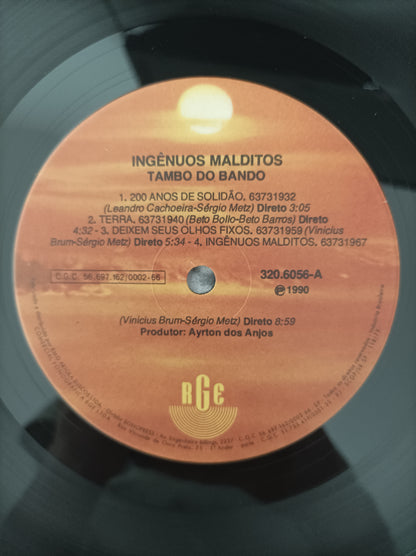 INGÊNUOS MALDITOS
TAMBO DO BANDO
1. 200 ANOS DE SOLIDÃO. 63731932
(Leandro Cachoeira-Sérgio Metz) Direto 3:05
2. TERRA. 63731940 (Beto Bollo-Beto Barros) Direto
4:32 - 3. DEIXEM SEUS OLHOS FIXOS. 63731959 (Vinícius
Brum-Sérgio Metz) Direto 5:34 - 4. INGÊNUOS MALDITOS. 63731967
C.G.C. 56.697.162/0002-66
320.6056-A
℗ 1990
(Vinícius Brum-Sérgio Metz) Direto 8:59
Produtor: Ayrton dos Anjos
RGE